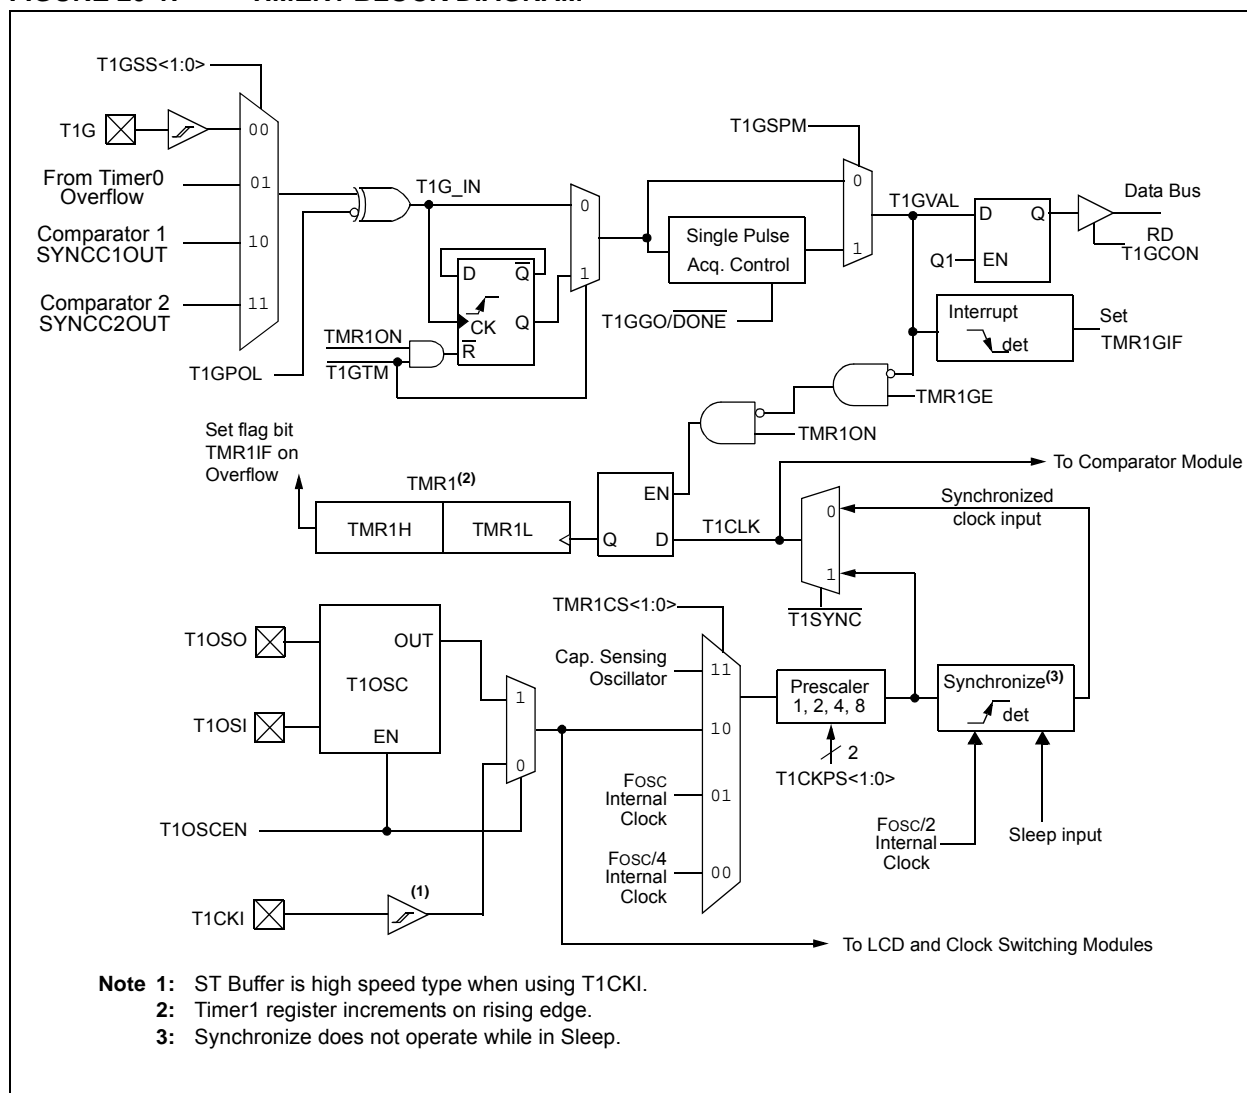 T1GSS<1:0>
T1G
00
From Timer0
Overflow
01
Comparator 1
SYNCC1OUT
10
Comparator 2
SYNCC2OUT
11
T1GPOL
T1G_IN
0
1
D
Q
CK
Q
R
TMR1ON
T1GTM
T1GSPM
0
1
Single Pulse
Acq. Control
T1GGO/DONE
T1GVAL
D
Q
Q1
EN
Data Bus
RD
T1GCON
Interrupt
det
Set
TMR1GIF
TMR1GE
TMR1ON
Set flag bit
TMR1IF on
Overflow
TMR1(2)
TMR1H
TMR1L
EN
Q
D
T1CLK
To Comparator Module
0
1
Synchronized
clock input
T1SYNC
T1OSO
T1OSI
OUT
T1OSC
EN
1
0
T1OSCEN
T1CKI
(1)
TMR1CS<1:0>
Cap. Sensing
Oscillator
11
10
FOSC
Internal
Clock
01
FOSC/4
Internal
Clock
00
Prescaler
1, 2, 4, 8
2
T1CKPS<1:0>
Synchronize(3)
det
FOSC/2
Internal
Clock
Sleep input
To LCD and Clock Switching Modules
Note 1: ST Buffer is high speed type when using T1CKI.
2: Timer1 register increments on rising edge.
3: Synchronize does not operate while in Sleep.